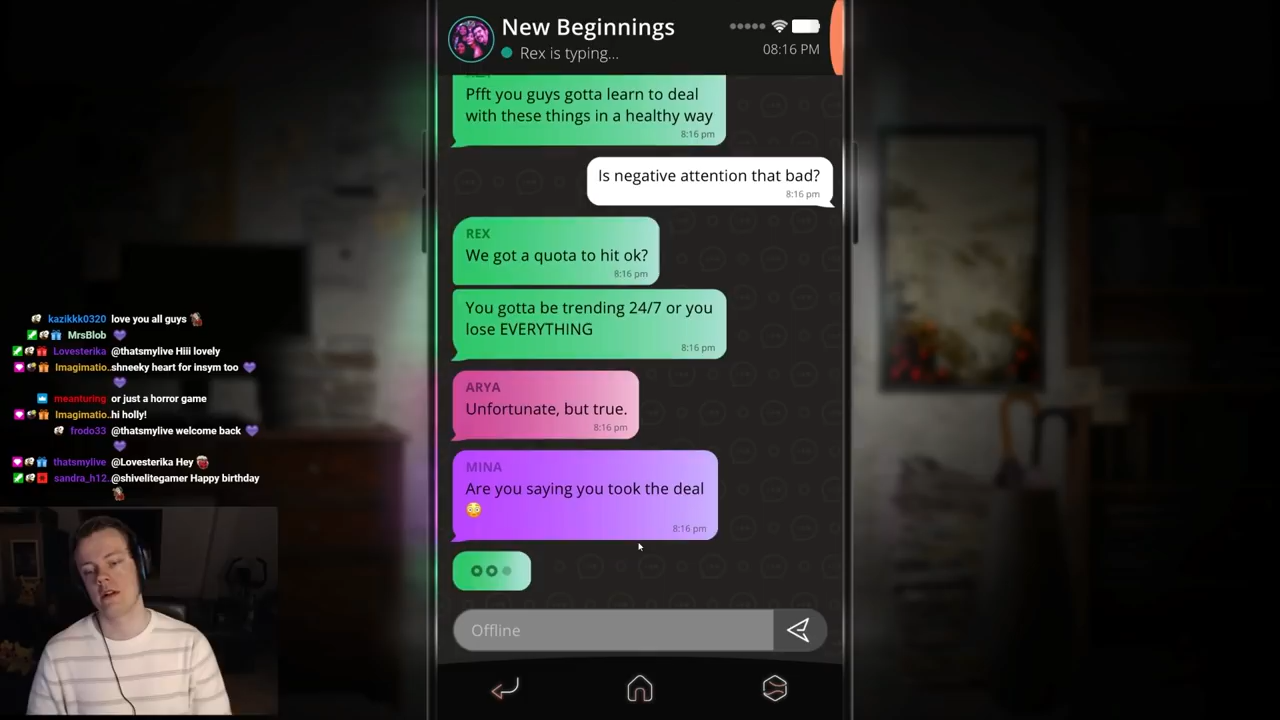 New Beginnings
Rex is typing...
08:16 PM
Pfft you guys gotta learn to deal
with these things in a healthy way
8:16 pm
Is negative attention that bad?
8:16 pm
REX
We got a quota to hit ok?
8:16 pm
You gotta be trending 24/7 or you
lose EVERYTHING
8:16 pm
ARYA
Unfortunate, but true.
8:16 pm
MINA
Are you saying you took the deal
😳
8:16 pm
Offline
kazikkk0320 love you all guys
MrsBlob 💜
Lovesterika @thatsmylive Hiii lovely
Imaginatio.. shneeky heart for insym too 💜
💜
meanturing or just a horror game
Imaginatio.. hi holly!
frodo33 @thatsmylive welcome back 💜
💜
thatsmylive @Lovesterika Hey
sandra_h12.. @shivelitegamer Happy birthday